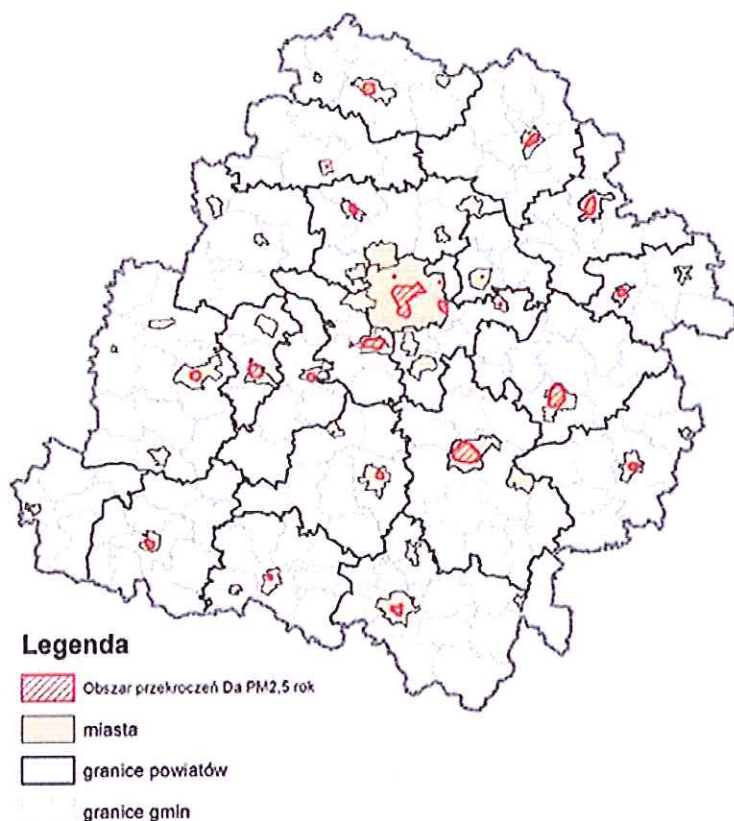 Legenda
Obszar przekroczeń Da PM2,5 rok
miasta
granice powiatów
granice gmin